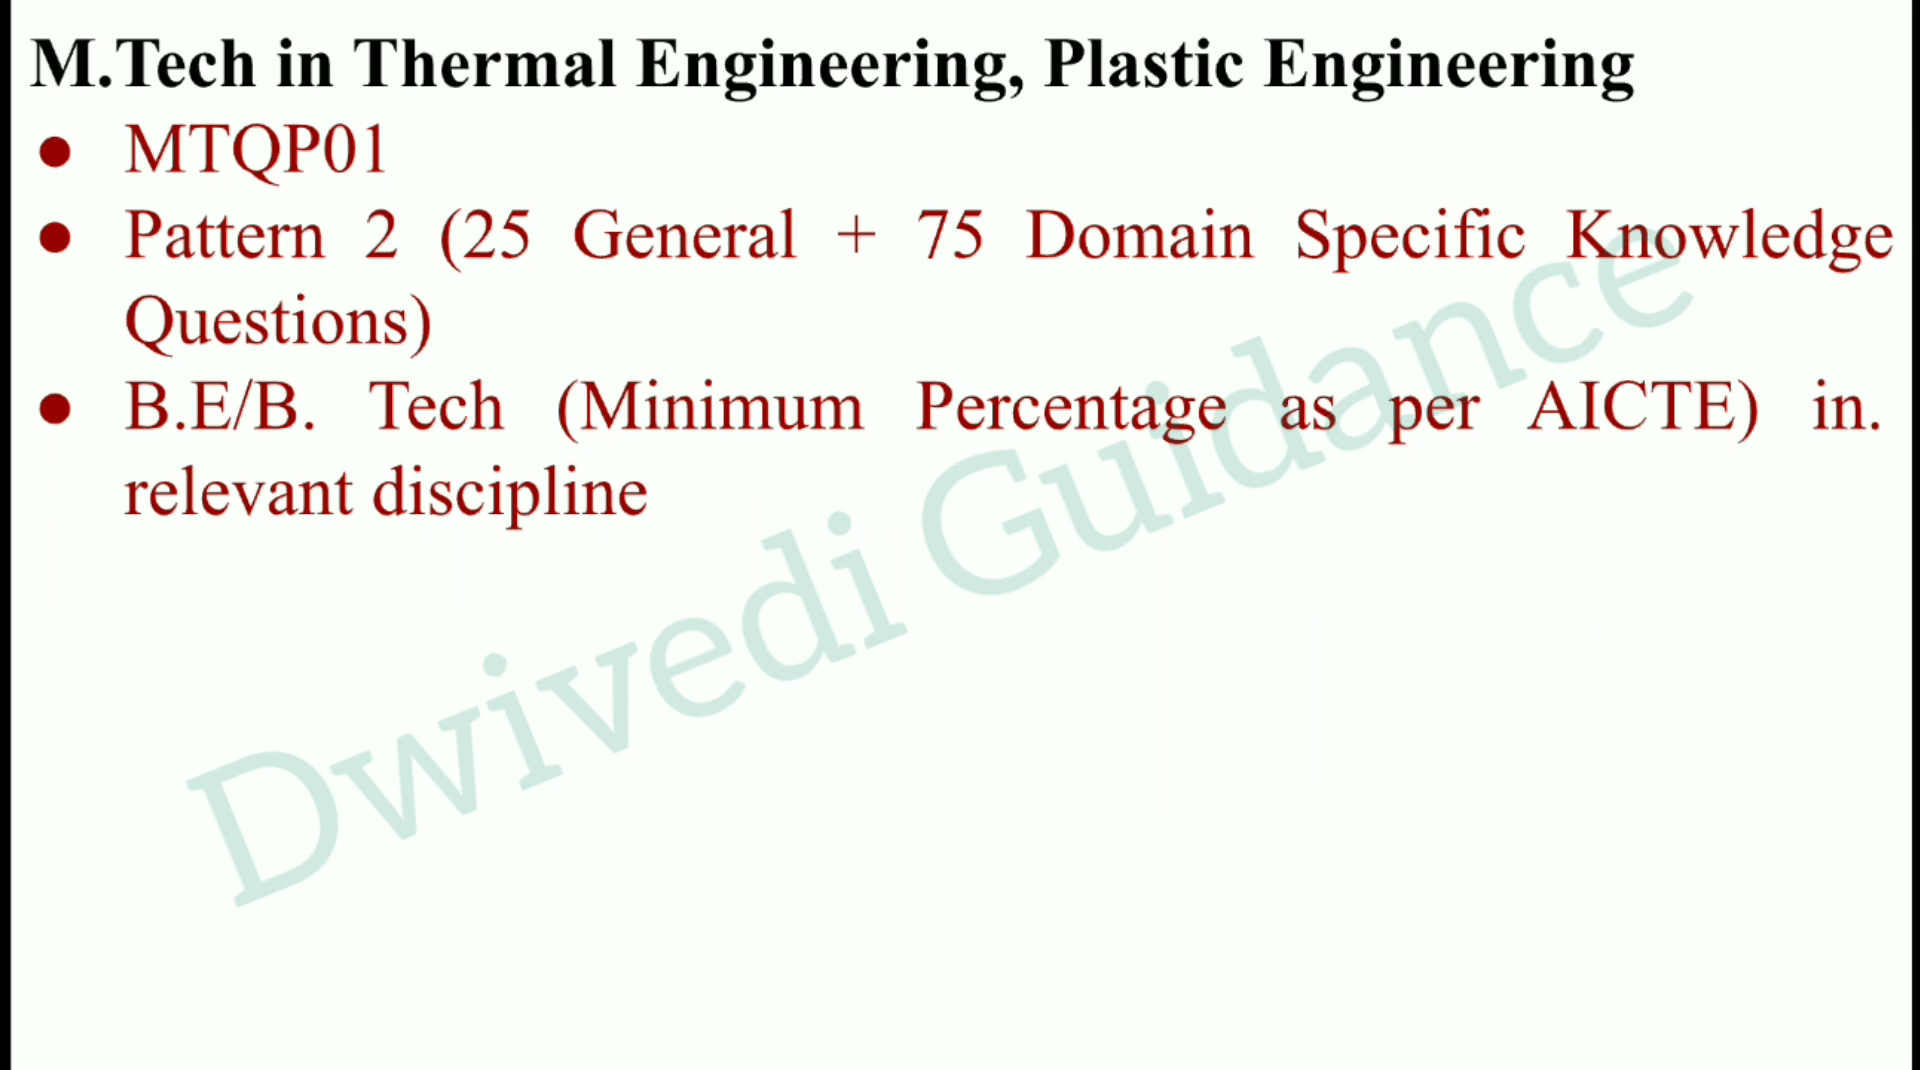 M.Tech in Thermal Engineering, Plastic Engineering
● MTQP01
● Pattern 2 (25 General + 75 Domain Specific Knowledge
Questions)
● B.E/B. Tech (Minimum Percentage as per AICTE) in.
relevant discipline
Dwivedi Guidance